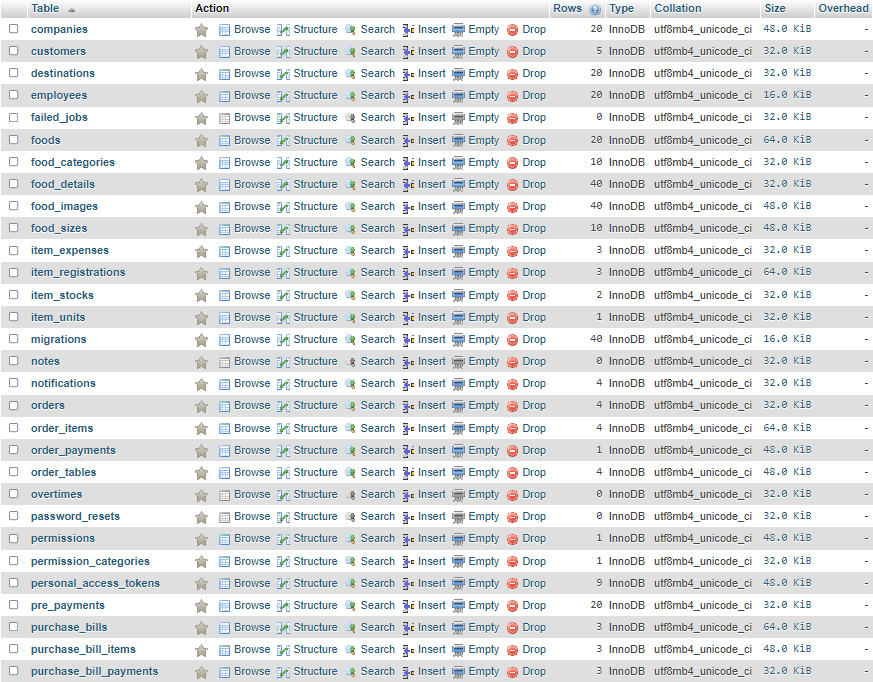 Table Action Rows Type Collation Size Overhead
companies Browse Structure Search Insert Empty Drop 20 InnoDB utf8mb4_unicode_ci 48.0 KiB -
customers Browse Structure Search Insert Empty Drop 5 InnoDB utf8mb4_unicode_ci 32.0 KiB -
destinations Browse Structure Search Insert Empty Drop 20 InnoDB utf8mb4_unicode_ci 32.0 KiB -
employees Browse Structure Search Insert Empty Drop 20 InnoDB utf8mb4_unicode_ci 16.0 KiB -
failed_jobs Browse Structure Search Insert Empty Drop 0 InnoDB utf8mb4_unicode_ci 32.0 KiB -
foods Browse Structure Search Insert Empty Drop 20 InnoDB utf8mb4_unicode_ci 64.0 KiB -
food_categories Browse Structure Search Insert Empty Drop 10 InnoDB utf8mb4_unicode_ci 32.0 KiB -
food_details Browse Structure Search Insert Empty Drop 40 InnoDB utf8mb4_unicode_ci 32.0 KiB -
food_images Browse Structure Search Insert Empty Drop 40 InnoDB utf8mb4_unicode_ci 48.0 KiB -
food_sizes Browse Structure Search Insert Empty Drop 10 InnoDB utf8mb4_unicode_ci 48.0 KiB -
item_expenses Browse Structure Search Insert Empty Drop 3 InnoDB utf8mb4_unicode_ci 32.0 KiB -
item_registrations Browse Structure Search Insert Empty Drop 3 InnoDB utf8mb4_unicode_ci 64.0 KiB -
item_stocks Browse Structure Search Insert Empty Drop 2 InnoDB utf8mb4_unicode_ci 32.0 KiB -
item_units Browse Structure Search Insert Empty Drop 1 InnoDB utf8mb4_unicode_ci 32.0 KiB -
migrations Browse Structure Search Insert Empty Drop 40 InnoDB utf8mb4_unicode_ci 16.0 KiB -
notes Browse Structure Search Insert Empty Drop 0 InnoDB utf8mb4_unicode_ci 32.0 KiB -
notifications Browse Structure Search Insert Empty Drop 4 InnoDB utf8mb4_unicode_ci 32.0 KiB -
orders Browse Structure Search Insert Empty Drop 4 InnoDB utf8mb4_unicode_ci 32.0 KiB -
order_items Browse Structure Search Insert Empty Drop 4 InnoDB utf8mb4_unicode_ci 64.0 KiB -
order_payments Browse Structure Search Insert Empty Drop 1 InnoDB utf8mb4_unicode_ci 48.0 KiB -
order_tables Browse Structure Search Insert Empty Drop 4 InnoDB utf8mb4_unicode_ci 48.0 KiB -
overtimes Browse Structure Search Insert Empty Drop 0 InnoDB utf8mb4_unicode_ci 32.0 KiB -
password_resets Browse Structure Search Insert Empty Drop 0 InnoDB utf8mb4_unicode_ci 32.0 KiB -
permissions Browse Structure Search Insert Empty Drop 1 InnoDB utf8mb4_unicode_ci 48.0 KiB -
permission_categories Browse Structure Search Insert Empty Drop 1 InnoDB utf8mb4_unicode_ci 32.0 KiB -
personal_access_tokens Browse Structure Search Insert Empty Drop 9 InnoDB utf8mb4_unicode_ci 48.0 KiB -
pre_payments Browse Structure Search Insert Empty Drop 20 InnoDB utf8mb4_unicode_ci 32.0 KiB -
purchase_bills Browse Structure Search Insert Empty Drop 3 InnoDB utf8mb4_unicode_ci 64.0 KiB -
purchase_bill_items Browse Structure Search Insert Empty Drop 3 InnoDB utf8mb4_unicode_ci 48.0 KiB -
purchase_bill_payments Browse Structure Search Insert Empty Drop 3 InnoDB utf8mb4_unicode_ci 32.0 KiB -